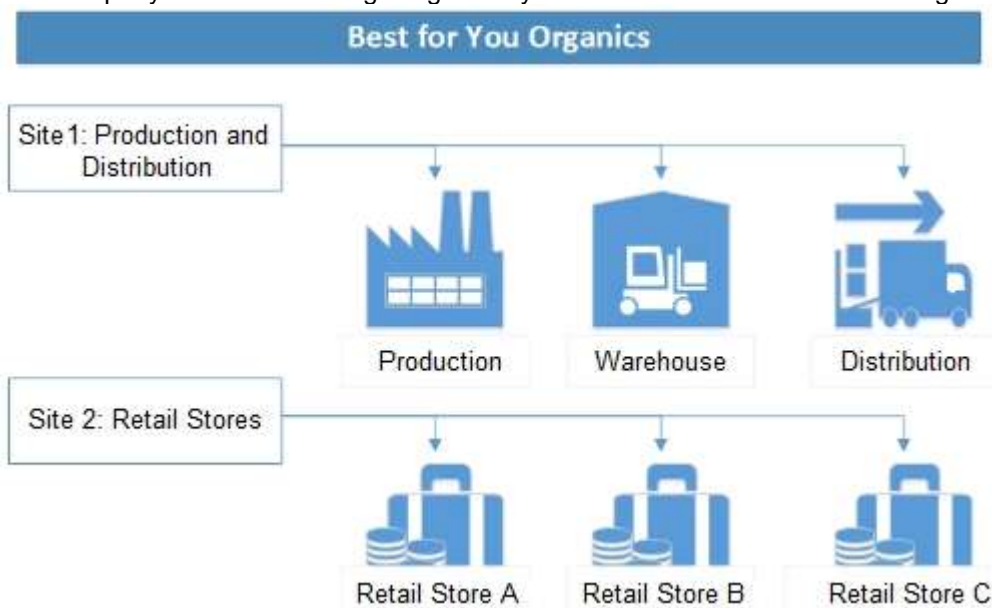 Best for You Organics
Site 1: Production and
Distribution
Production
Warehouse
Distribution
Site 2: Retail Stores
Retail Store A
Retail Store B
Retail Store C